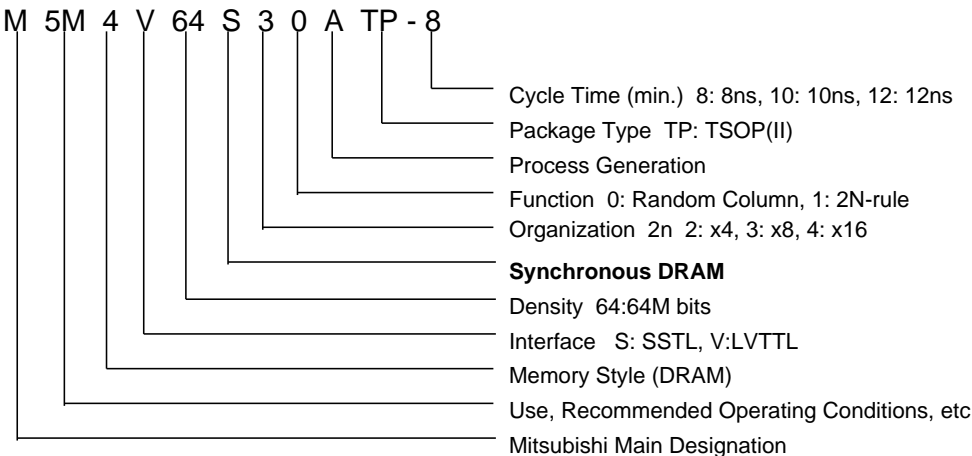 M 5M 4 V 64 S 3 0 A TP - 8
Cycle Time (min.) 8: 8ns, 10: 10ns, 12: 12ns
Package Type TP: TSOP(II)
Process Generation
Function 0: Random Column, 1: 2N-rule
Organization 2n 2: x4, 3: x8, 4: x16
Synchronous DRAM
Density 64:64M bits
Interface S: SSTL, V:LVTTL
Memory Style (DRAM)
Use, Recommended Operating Conditions, etc
Mitsubishi Main Designation